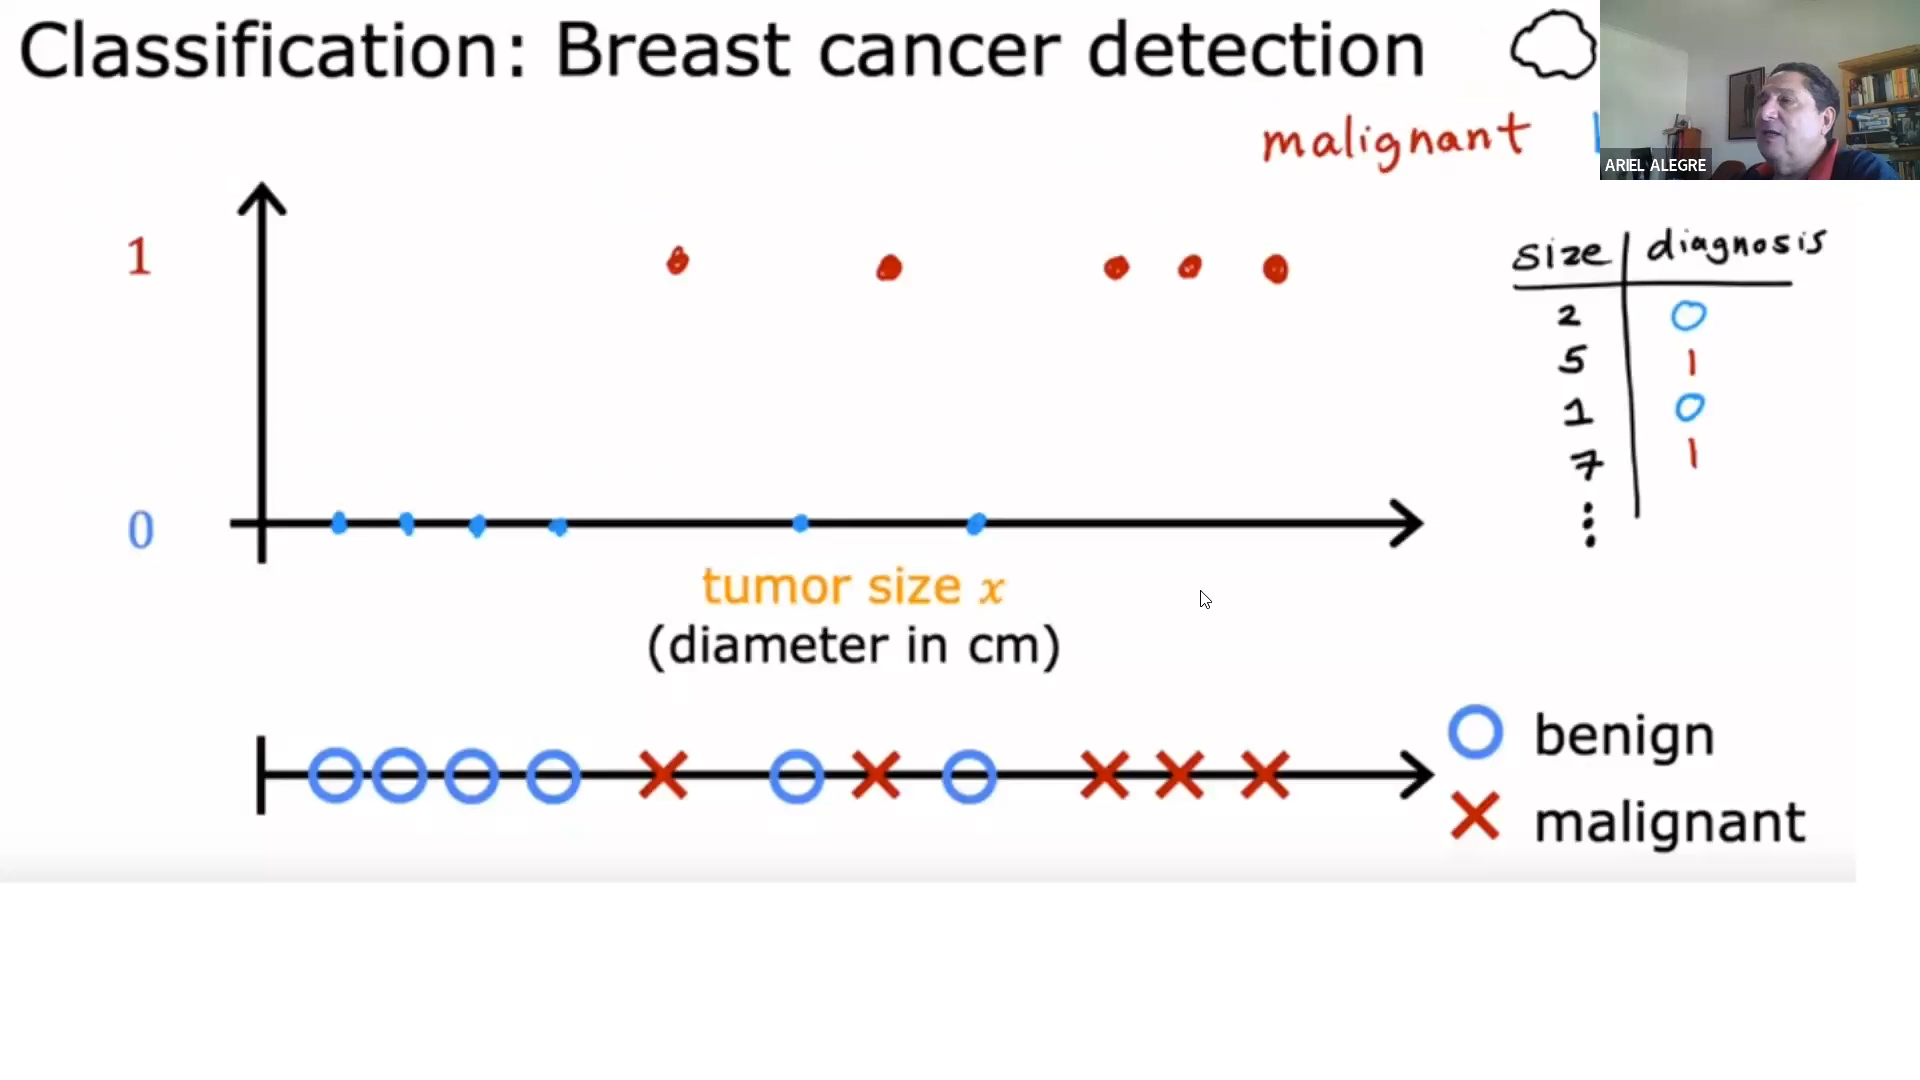 Classification: Breast cancer detection
malignant
ARIEL ALEGRE
1
size diagnosis
2 0
5 1
1 0
7 1
0
tumor size x
(diameter in cm)
benign
malignant